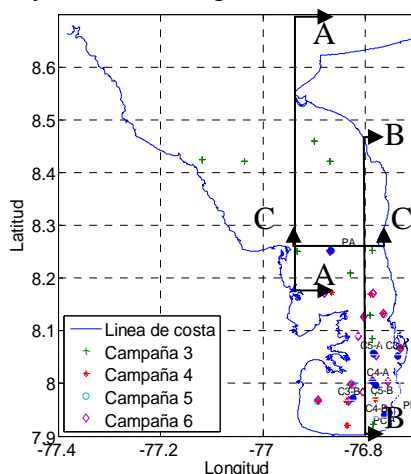 8.6
8.5
8.4
8.3
8.2
8.1
8
7.9
Latitud
A
B
C
C
PA
A
Linea de costa
Campaña 3
Campaña 4
Campaña 5
Campaña 6
C5-A
C4-A
C3-B
C5-B
B
-77.4
-77.2
-77
-76.8
Longitud